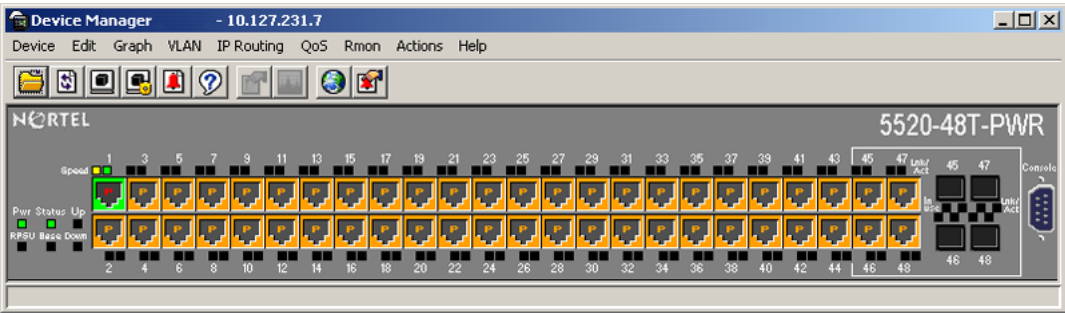 Device Manager - 10.127.231.7
Device Edit Graph VLAN IP Routing QoS Rmon Actions Help
NORTEL
5520-48T-PWR
1 3 5 7 9 11 13 15 17 19 21 23 25 27 29 31 33 35 37 39 41 43 45 47 Lnk/ Act 45 47 Console
Speed
P P P P P P P P P P P P P P P P P P P P P P P P
Pwr Status Up
In use
Lnk/ Act
RPSU Base Down
P P P P P P P P P P P P P P P P P P P P P P P P
2 4 6 8 10 12 14 16 18 20 22 24 26 28 30 32 34 36 38 40 42 44 46 48 46 48